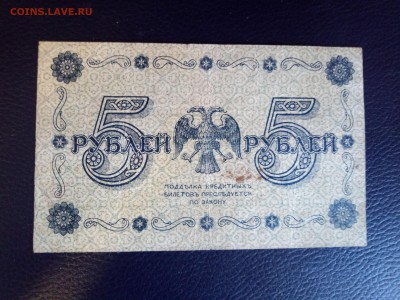 COINS.LAVE.RU
5 5
РУБЛЕЙ РУБЛЕЙ
ПОДДѢЛКА КРЕДИТНЫХЪ
БИЛЕТОВЪ ПРЕСЛѢДУЕТСЯ
ПО ЗАКОНУ